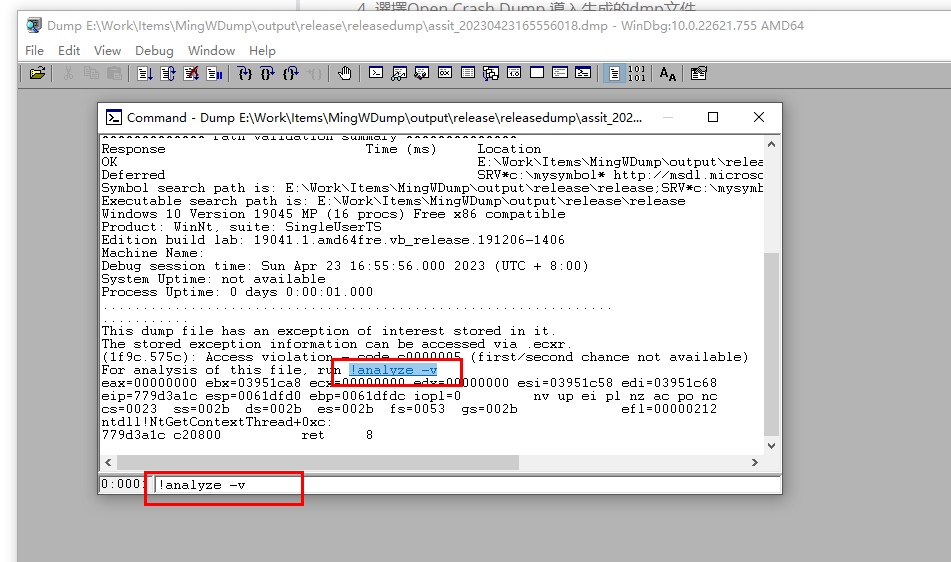 4. 選擇Open Crash Dump 導入生成的dmp文件
Dump E:\Work\Items\MingWDump\output\release\releasedump\assit_20230423165556018.dmp - WinDbg:10.0.22621.755 AMD64
File Edit View Debug Window Help
Command - Dump E:\Work\Items\MingWDump\output\release\releasedump\assit_202...
************* Path validation summary **************
Response Time (ms) Location
OK E:\Work\Items\MingWDump\output\relea
Deferred SRV*c:\mysymbol* http://msdl.microso
Symbol search path is: E:\Work\Items\MingWDump\output\release\release;SRV*c:\mysymb
Executable search path is: E:\Work\Items\MingWDump\output\release\release
Windows 10 Version 19045 MP (16 procs) Free x86 compatible
Product: WinNt, suite: SingleUserTS
Edition build lab: 19041.1.amd64fre.vb_release.191206-1406
Machine Name:
Debug session time: Sun Apr 23 16:55:56.000 2023 (UTC + 8:00)
System Uptime: not available
Process Uptime: 0 days 0:00:01.000
................................................................
...........
This dump file has an exception of interest stored in it.
The stored exception information can be accessed via .ecxr.
(1f9c.575c): Access violation - code c0000005 (first/second chance not available)
For analysis of this file, run !analyze -v
eax=00000000 ebx=03951ca8 ecx=00000000 edx=00000000 esi=03951c58 edi=03951c68
eip=779d3a1c esp=0061dfd0 ebp=0061dfdc iopl=0 nv up ei pl nz ac po nc
cs=0023 ss=002b ds=002b es=002b fs=0053 gs=002b efl=00000212
ntdll!NtGetContextThread+0xc:
779d3a1c c20800 ret 8
0:000> !analyze -v